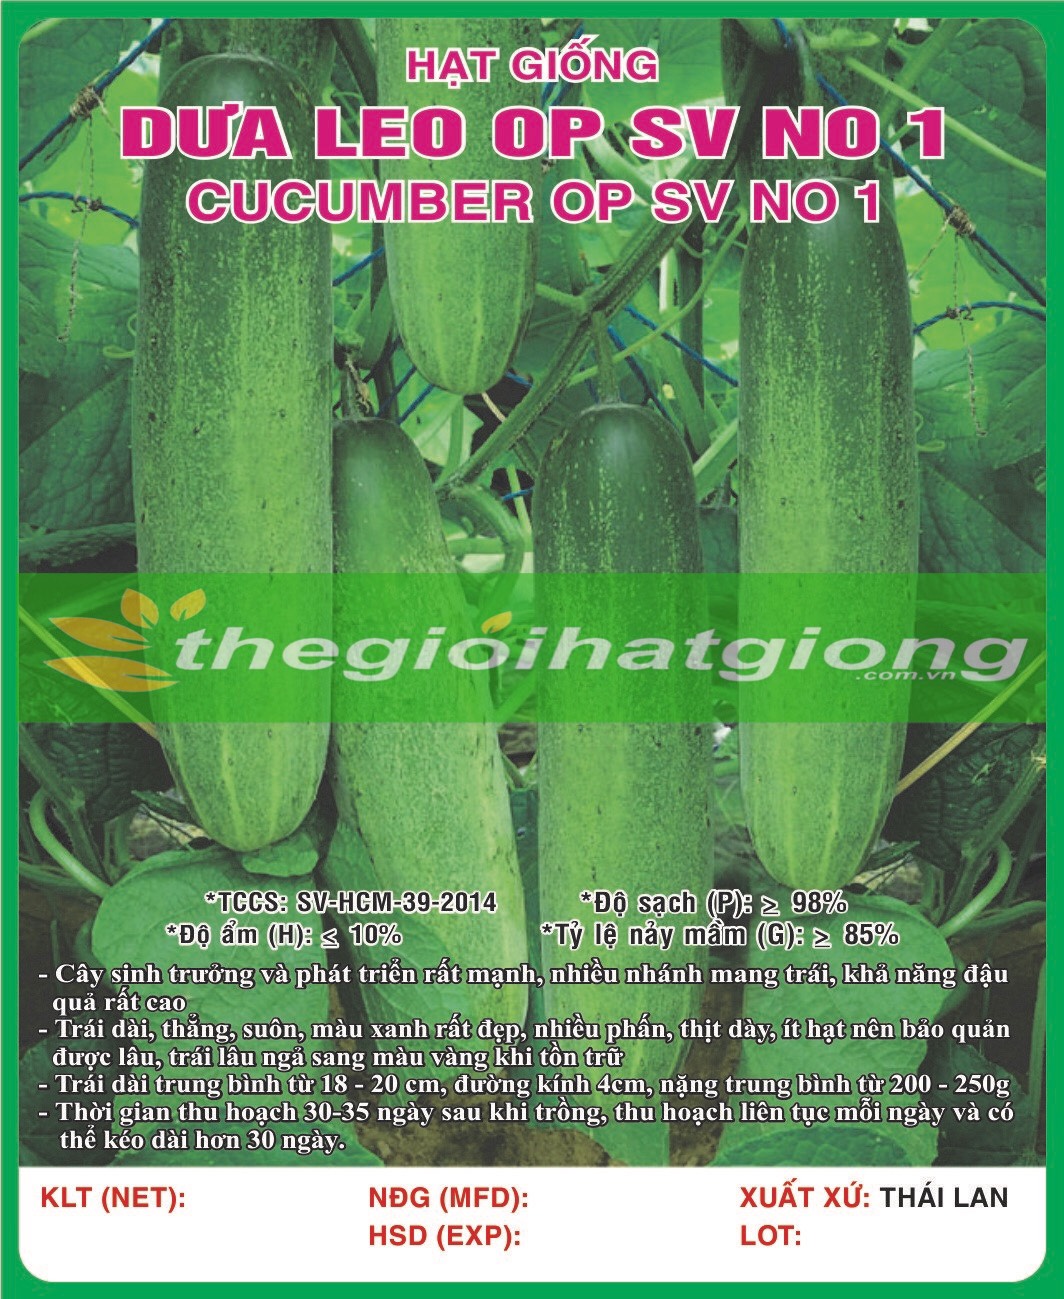 HẠT GIỐNG
DƯA LEO OP SV NO 1
CUCUMBER OP SV NO 1
thegioihatgiong
.com.vn
*TCCS: SV-HCM-39-2014 *Độ sạch (P): ≥ 98%
*Độ ẩm (H): ≤ 10% *Tỷ lệ nảy mầm (G): ≥ 85%
- Cây sinh trưởng và phát triển rất mạnh, nhiều nhánh mang trái, khả năng đậu
quả rất cao
- Trái dài, thẳng, suôn, màu xanh rất đẹp, nhiều phấn, thịt dày, ít hạt nên bảo quản
được lâu, trái lâu ngả sang màu vàng khi tồn trữ
- Trái dài trung bình từ 18 - 20 cm, đường kính 4cm, nặng trung bình từ 200 - 250g
- Thời gian thu hoạch 30-35 ngày sau khi trồng, thu hoạch liên tục mỗi ngày và có
thể kéo dài hơn 30 ngày.
KLT (NET): NĐG (MFD): XUẤT XỨ: THÁI LAN
HSD (EXP): LOT: